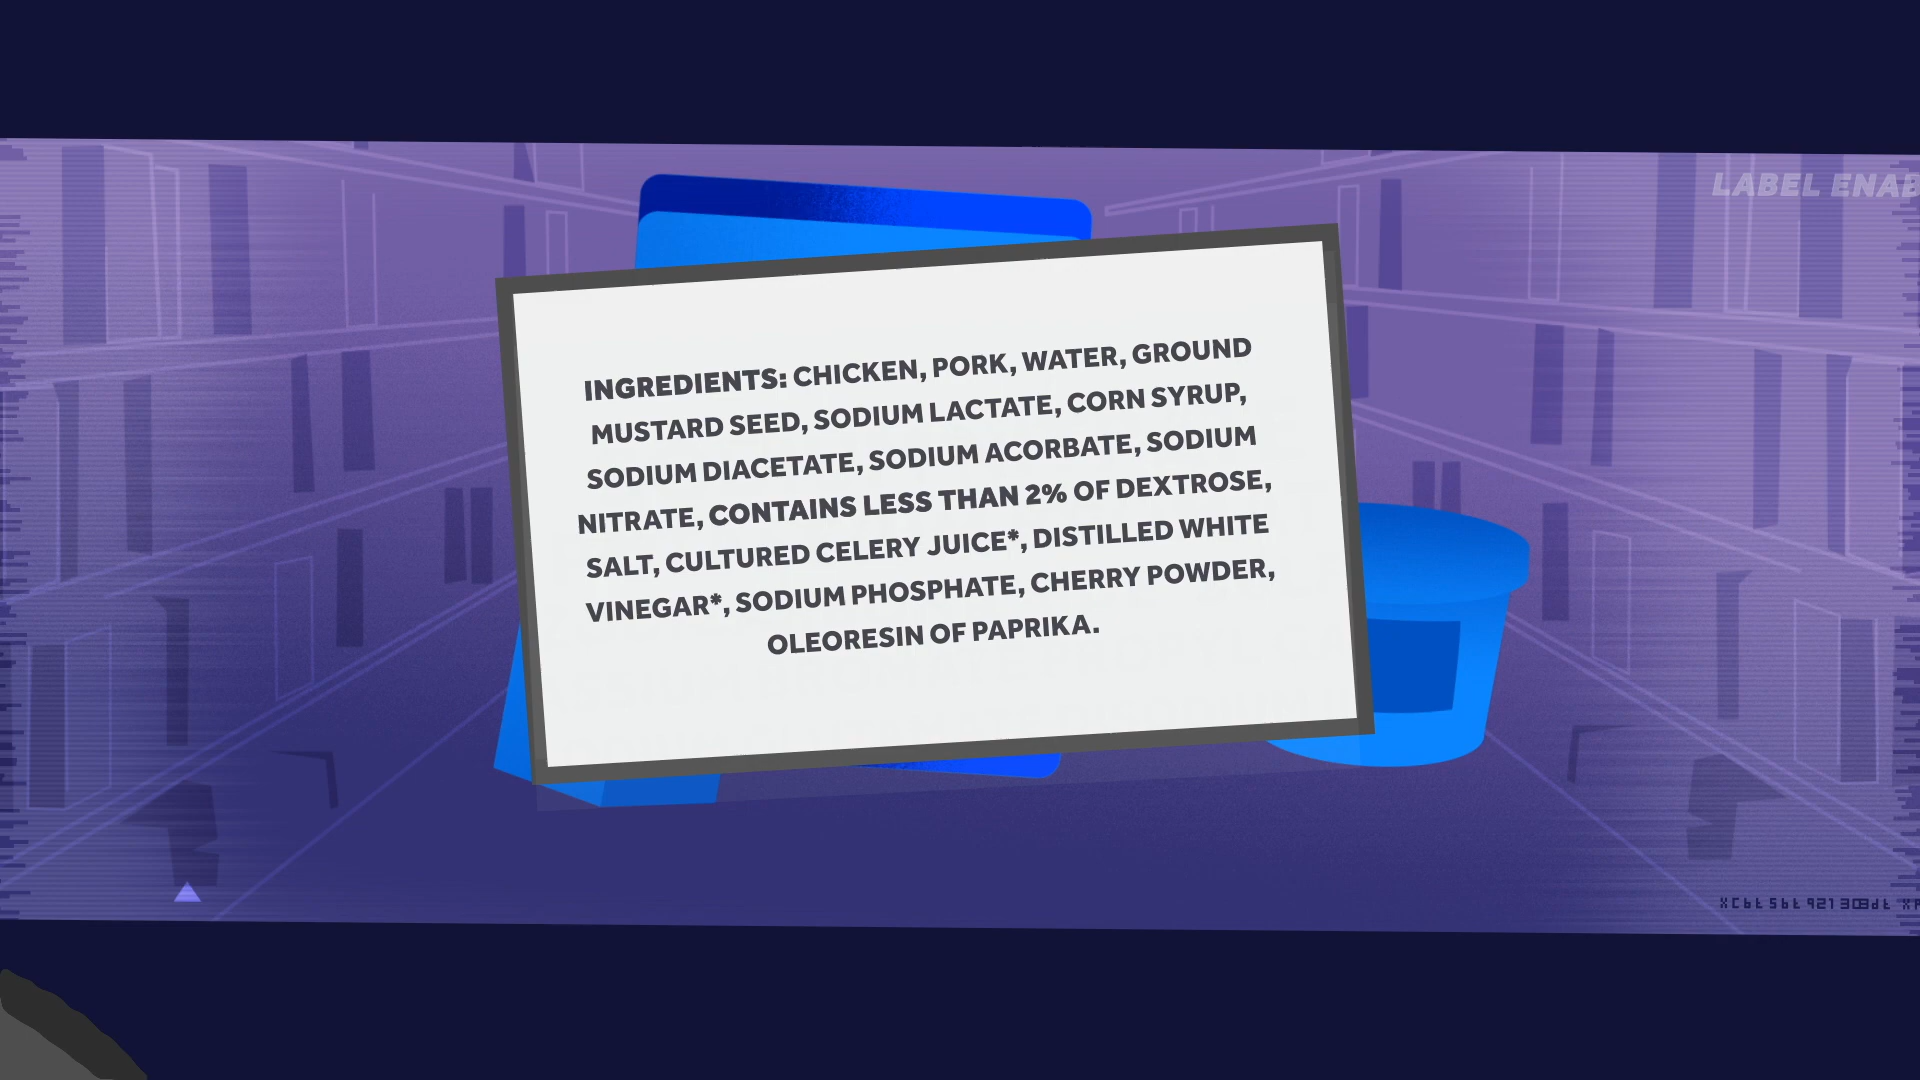 LABEL ENAB
INGREDIENTS: CHICKEN, PORK, WATER, GROUND
MUSTARD SEED, SODIUM LACTATE, CORN SYRUP,
SODIUM DIACETATE, SODIUM ACORBATE, SODIUM
NITRATE, CONTAINS LESS THAN 2% OF DEXTROSE,
SALT, CULTURED CELERY JUICE*, DISTILLED WHITE
VINEGAR*, SODIUM PHOSPHATE, CHERRY POWDER,
OLEORESIN OF PAPRIKA.